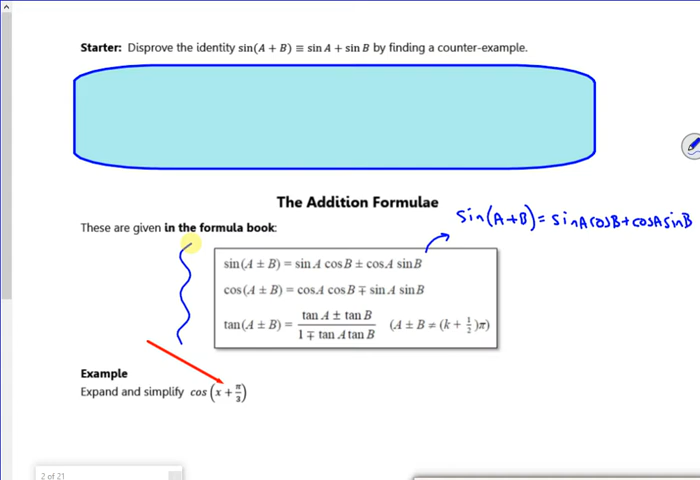 Starter: Disprove the identity sin(A + B) ≡ sin A + sin B by finding a counter-example.
The Addition Formulae
sin(A+B) = sinAcosB + cosAsinB
These are given in the formula book:
sin(A ± B) = sin A cos B ± cos A sin B
cos(A ± B) = cos A cos B ∓ sin A sin B
tan(A ± B) = (tan A ± tan B)/(1 ∓ tan A tan B) (A ± B ≠ (k + 1/2)π)
Example
Expand and simplify cos (x + π/3)
2 of 21